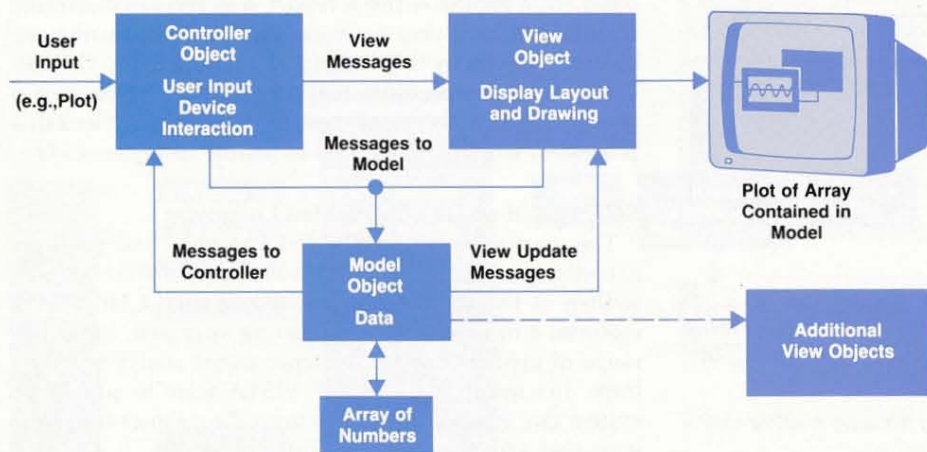 User
Input
(e.g.,Plot)
Controller
Object
User Input
Device
Interaction
View
Messages
View
Object
Display Layout
and Drawing
Messages to
Model
Plot of Array
Contained in
Model
Messages to
Controller
Model
Object
Data
View Update
Messages
Additional
View Objects
Array of
Numbers